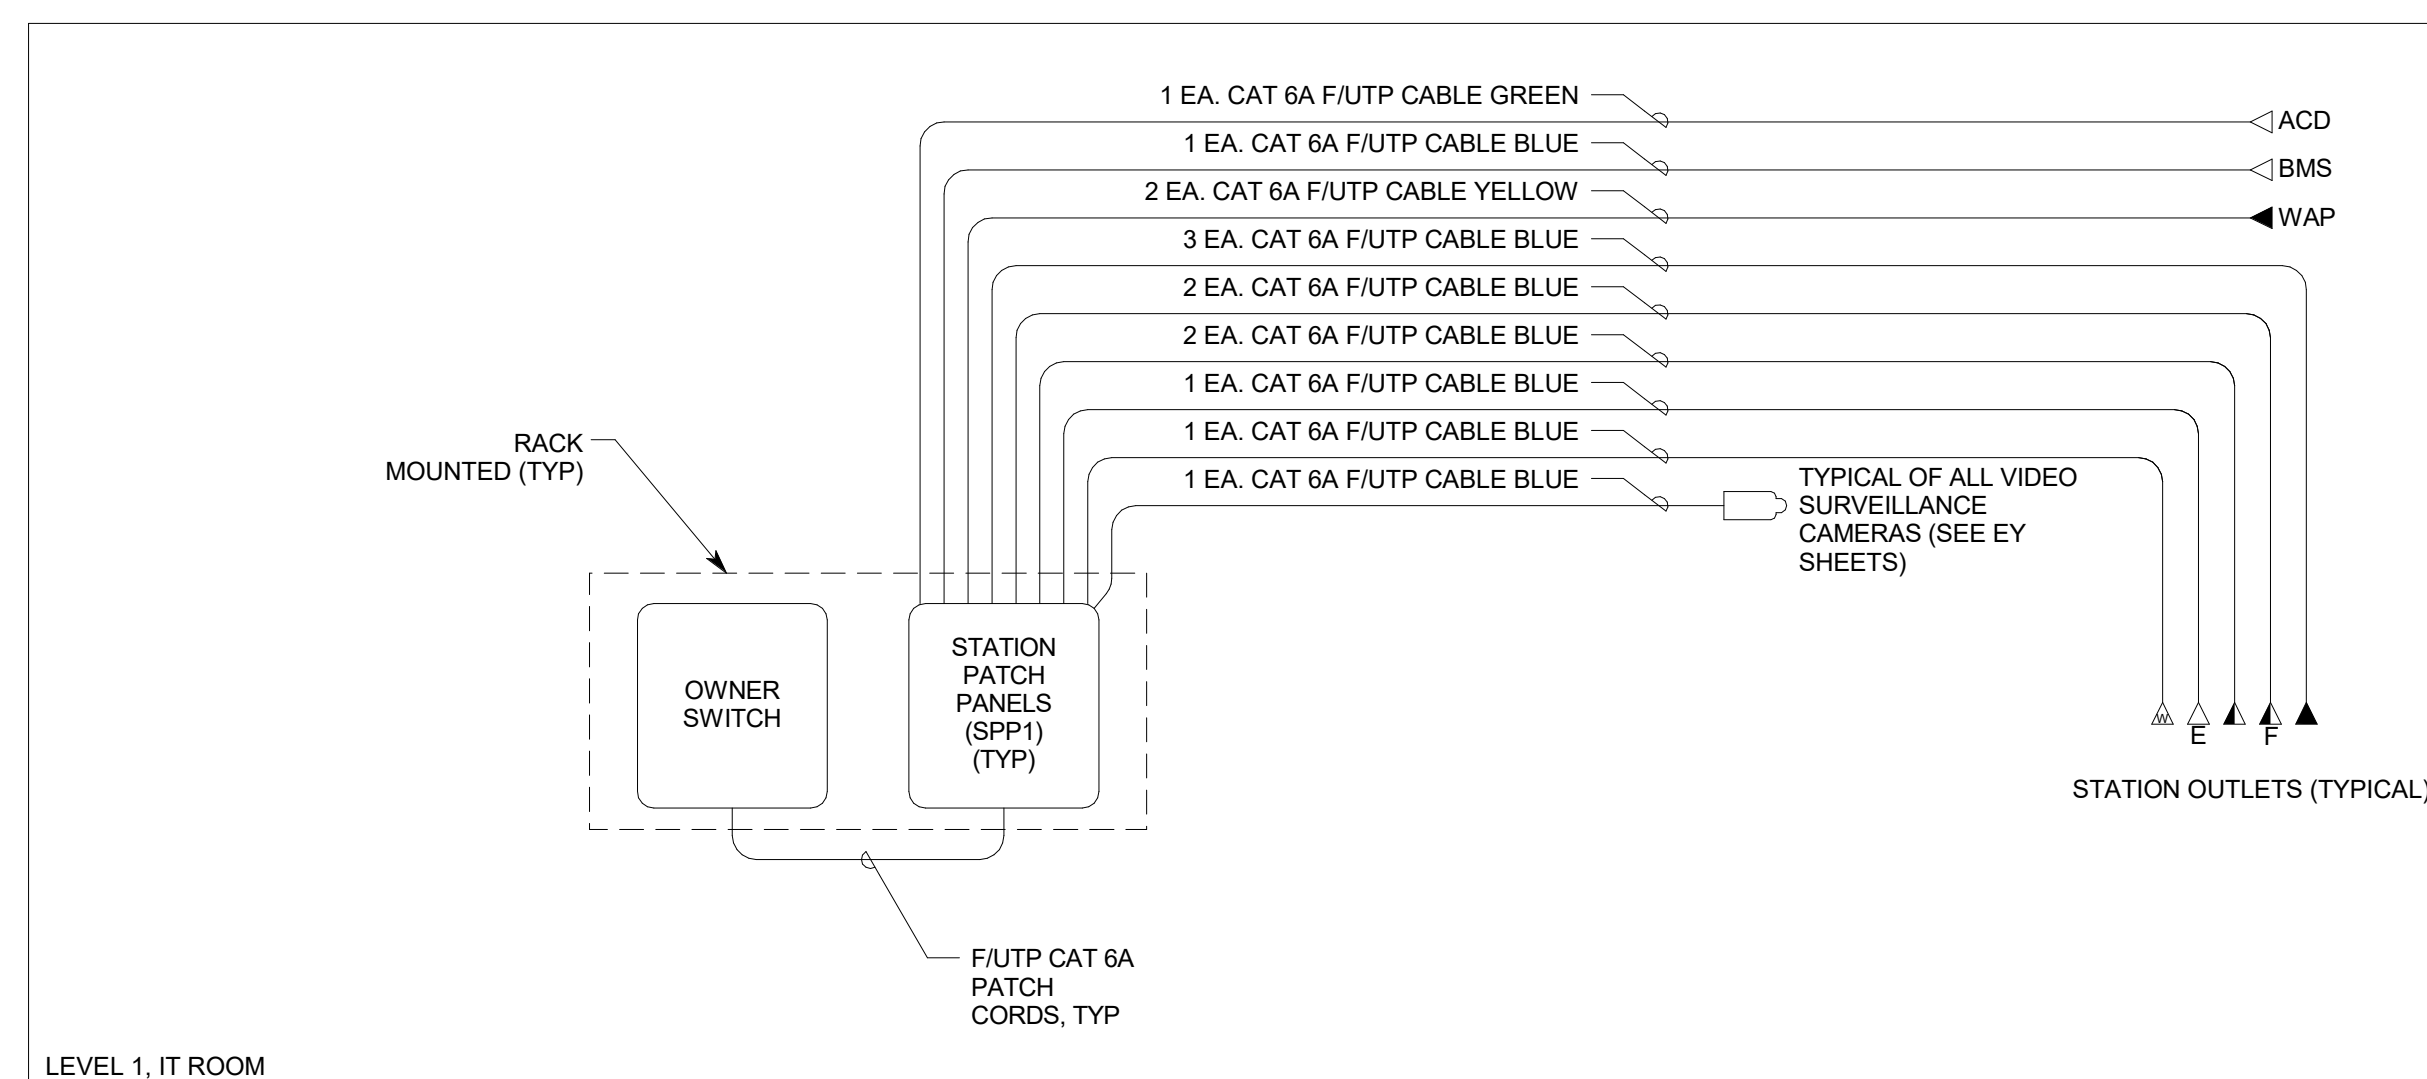 1 EA. CAT 6A F/UTP CABLE GREEN
ACD
1 EA. CAT 6A F/UTP CABLE BLUE
BMS
2 EA. CAT 6A F/UTP CABLE YELLOW
WAP
3 EA. CAT 6A F/UTP CABLE BLUE
2 EA. CAT 6A F/UTP CABLE BLUE
2 EA. CAT 6A F/UTP CABLE BLUE
1 EA. CAT 6A F/UTP CABLE BLUE
1 EA. CAT 6A F/UTP CABLE BLUE
1 EA. CAT 6A F/UTP CABLE BLUE
TYPICAL OF ALL VIDEO
SURVEILLANCE
CAMERAS (SEE EY
SHEETS)
RACK
MOUNTED (TYP)
OWNER
SWITCH
STATION
PATCH
PANELS
(SPP1)
(TYP)
W
E
F
STATION OUTLETS (TYPICAL)
F/UTP CAT 6A
PATCH
CORDS, TYP
LEVEL 1, IT ROOM